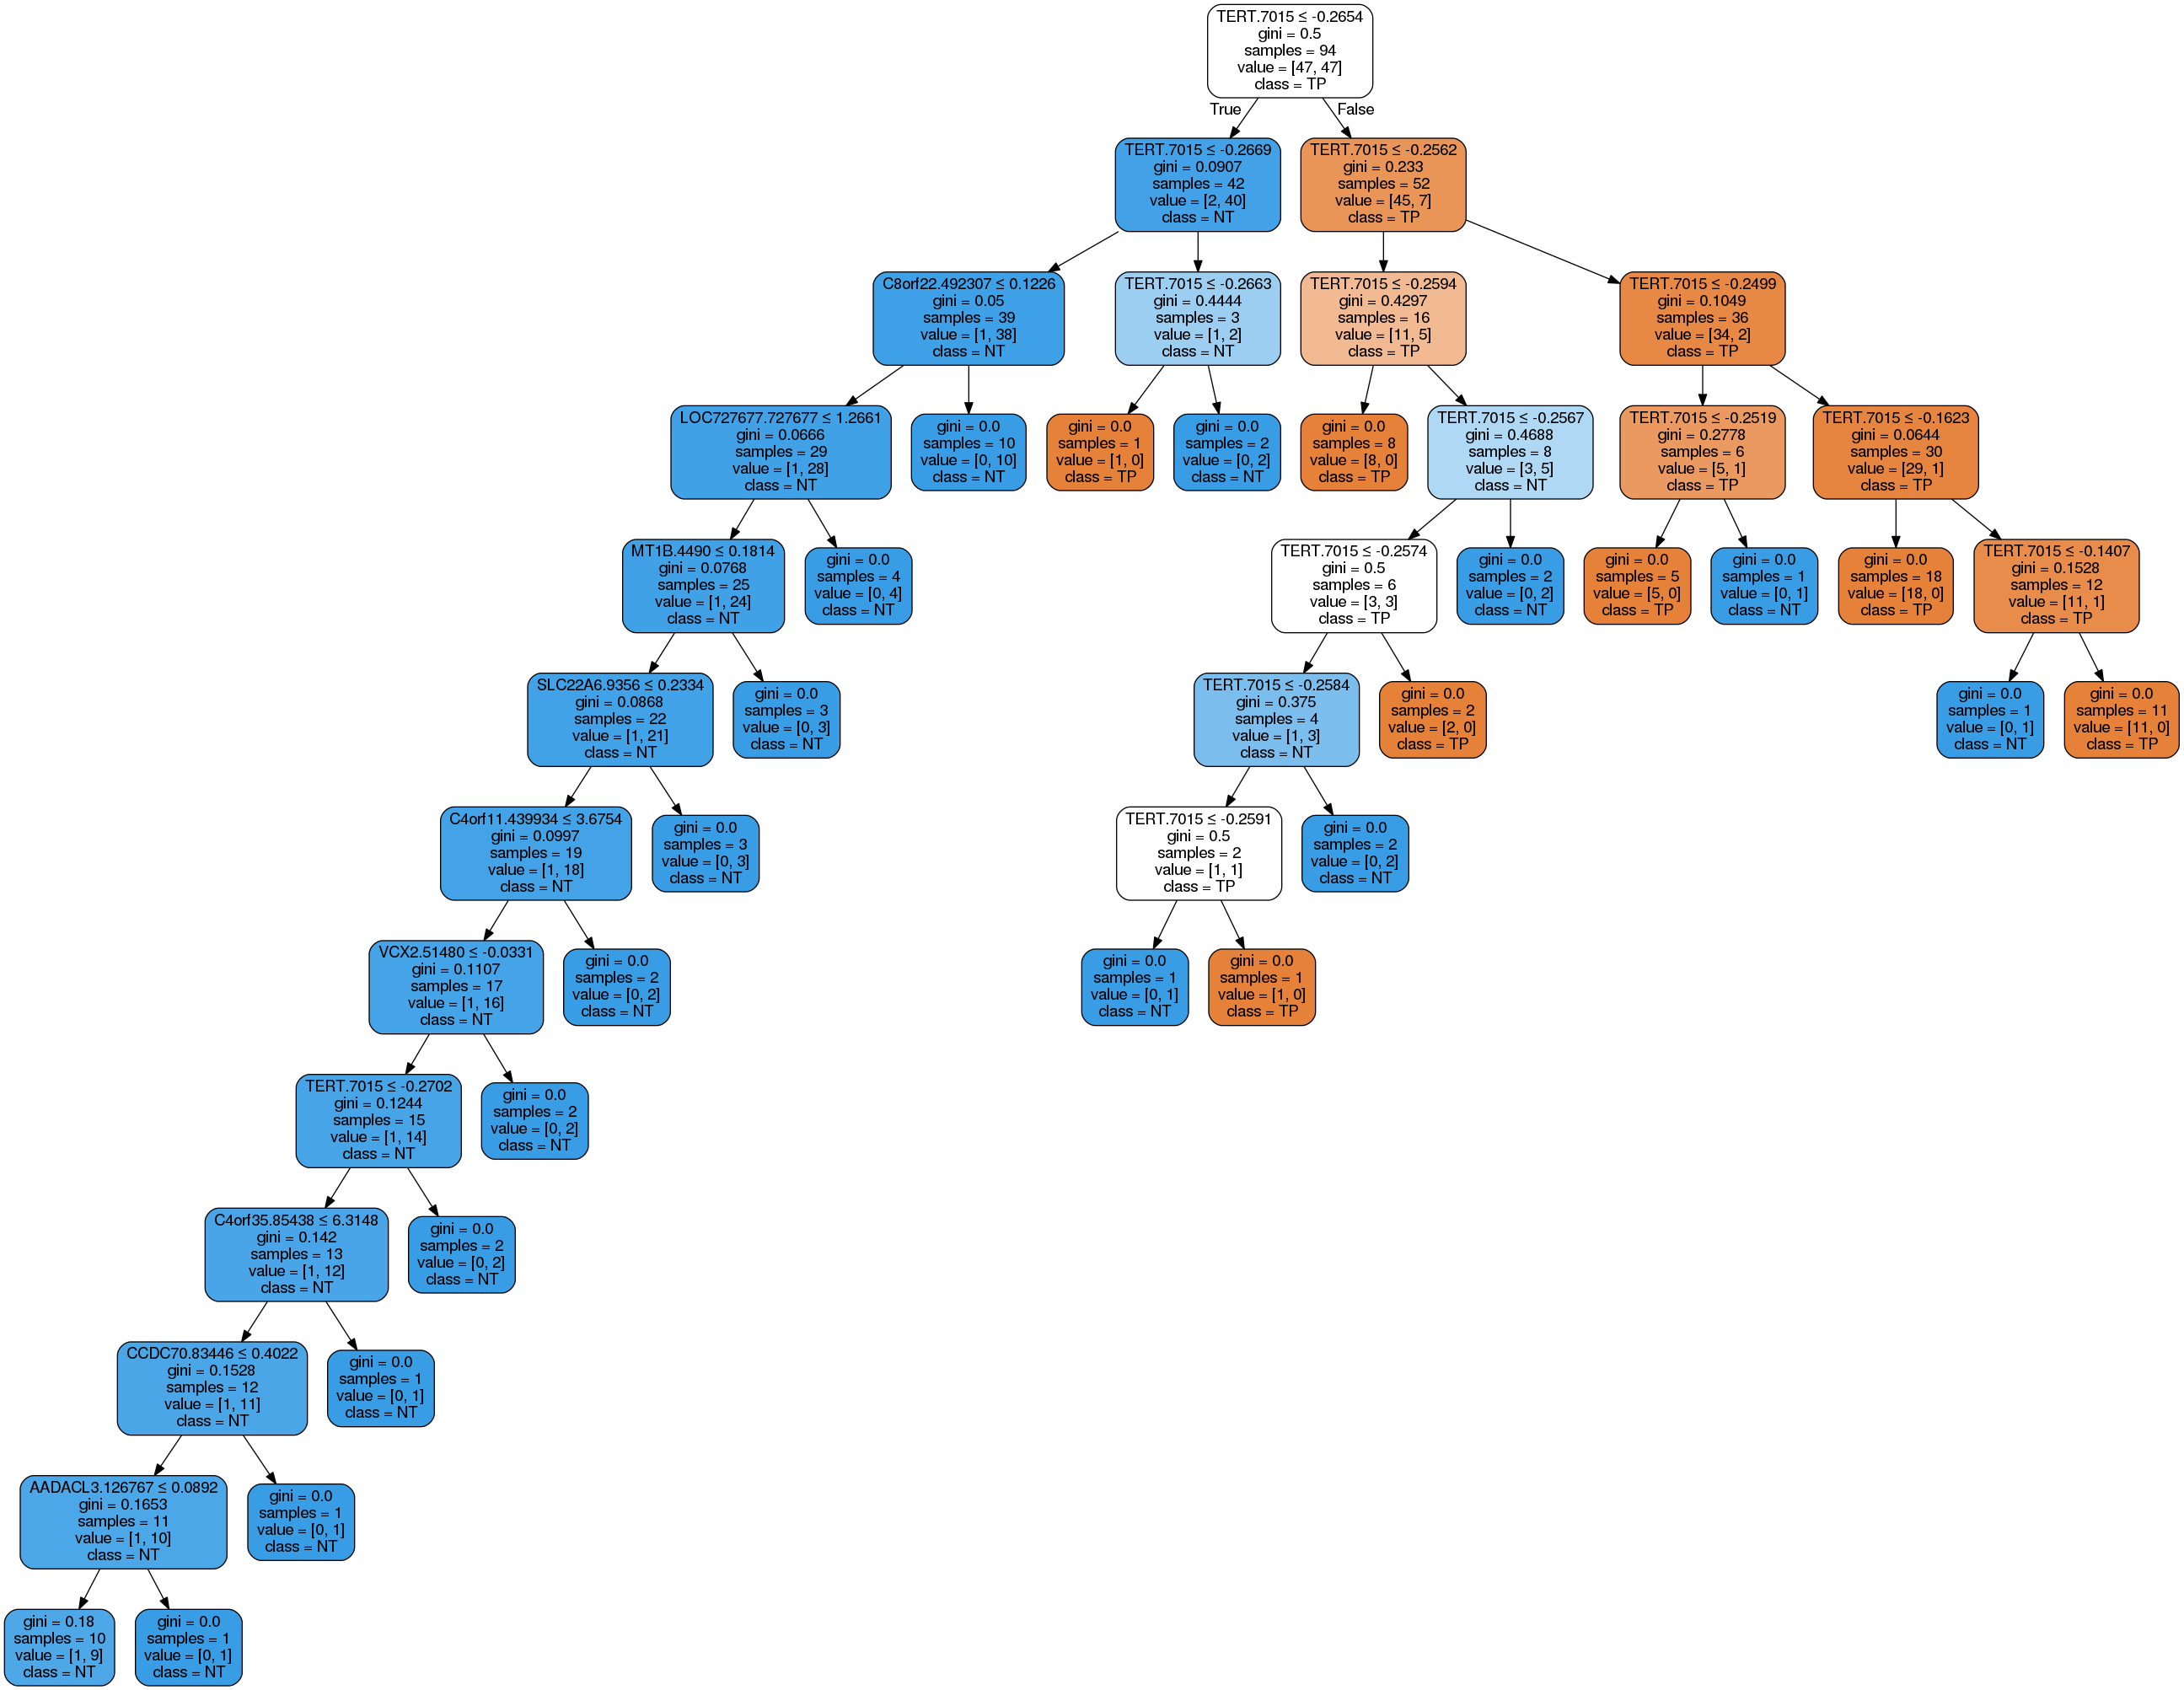 TERT.7015 ≤ -0.2654
gini = 0.5
samples = 94
value = [47, 47]
class = TP
True
False
TERT.7015 ≤ -0.2669
gini = 0.0907
samples = 42
value = [2, 40]
class = NT
TERT.7015 ≤ -0.2562
gini = 0.233
samples = 52
value = [45, 7]
class = TP
C8orf22.492307 ≤ 0.1226
gini = 0.05
samples = 39
value = [1, 38]
class = NT
TERT.7015 ≤ -0.2663
gini = 0.4444
samples = 3
value = [1, 2]
class = NT
TERT.7015 ≤ -0.2594
gini = 0.4297
samples = 16
value = [11, 5]
class = TP
TERT.7015 ≤ -0.2499
gini = 0.1049
samples = 36
value = [34, 2]
class = TP
LOC727677.727677 ≤ 1.2661
gini = 0.0666
samples = 29
value = [1, 28]
class = NT
gini = 0.0
samples = 10
value = [0, 10]
class = NT
gini = 0.0
samples = 1
value = [1, 0]
class = TP
gini = 0.0
samples = 2
value = [0, 2]
class = NT
gini = 0.0
samples = 8
value = [8, 0]
class = TP
TERT.7015 ≤ -0.2567
gini = 0.4688
samples = 8
value = [3, 5]
class = NT
TERT.7015 ≤ -0.2519
gini = 0.2778
samples = 6
value = [5, 1]
class = TP
TERT.7015 ≤ -0.1623
gini = 0.0644
samples = 30
value = [29, 1]
class = TP
MT1B.4490 ≤ 0.1814
gini = 0.0768
samples = 25
value = [1, 24]
class = NT
gini = 0.0
samples = 4
value = [0, 4]
class = NT
TERT.7015 ≤ -0.2574
gini = 0.5
samples = 6
value = [3, 3]
class = TP
gini = 0.0
samples = 2
value = [0, 2]
class = NT
gini = 0.0
samples = 5
value = [5, 0]
class = TP
gini = 0.0
samples = 1
value = [0, 1]
class = NT
gini = 0.0
samples = 18
value = [18, 0]
class = TP
TERT.7015 ≤ -0.1407
gini = 0.1528
samples = 12
value = [11, 1]
class = TP
SLC22A6.9356 ≤ 0.2334
gini = 0.0868
samples = 22
value = [1, 21]
class = NT
gini = 0.0
samples = 3
value = [0, 3]
class = NT
TERT.7015 ≤ -0.2584
gini = 0.375
samples = 4
value = [1, 3]
class = NT
gini = 0.0
samples = 2
value = [2, 0]
class = TP
gini = 0.0
samples = 1
value = [0, 1]
class = NT
gini = 0.0
samples = 11
value = [11, 0]
class = TP
C4orf11.439934 ≤ 3.6754
gini = 0.0997
samples = 19
value = [1, 18]
class = NT
gini = 0.0
samples = 3
value = [0, 3]
class = NT
TERT.7015 ≤ -0.2591
gini = 0.5
samples = 2
value = [1, 1]
class = TP
gini = 0.0
samples = 2
value = [0, 2]
class = NT
VCX2.51480 ≤ -0.0331
gini = 0.1107
samples = 17
value = [1, 16]
class = NT
gini = 0.0
samples = 2
value = [0, 2]
class = NT
gini = 0.0
samples = 1
value = [0, 1]
class = NT
gini = 0.0
samples = 1
value = [1, 0]
class = TP
TERT.7015 ≤ -0.2702
gini = 0.1244
samples = 15
value = [1, 14]
class = NT
gini = 0.0
samples = 2
value = [0, 2]
class = NT
C4orf35.85438 ≤ 6.3148
gini = 0.142
samples = 13
value = [1, 12]
class = NT
gini = 0.0
samples = 2
value = [0, 2]
class = NT
CCDC70.83446 ≤ 0.4022
gini = 0.1528
samples = 12
value = [1, 11]
class = NT
gini = 0.0
samples = 1
value = [0, 1]
class = NT
AADACL3.126767 ≤ 0.0892
gini = 0.1653
samples = 11
value = [1, 10]
class = NT
gini = 0.0
samples = 1
value = [0, 1]
class = NT
gini = 0.18
samples = 10
value = [1, 9]
class = NT
gini = 0.0
samples = 1
value = [0, 1]
class = NT